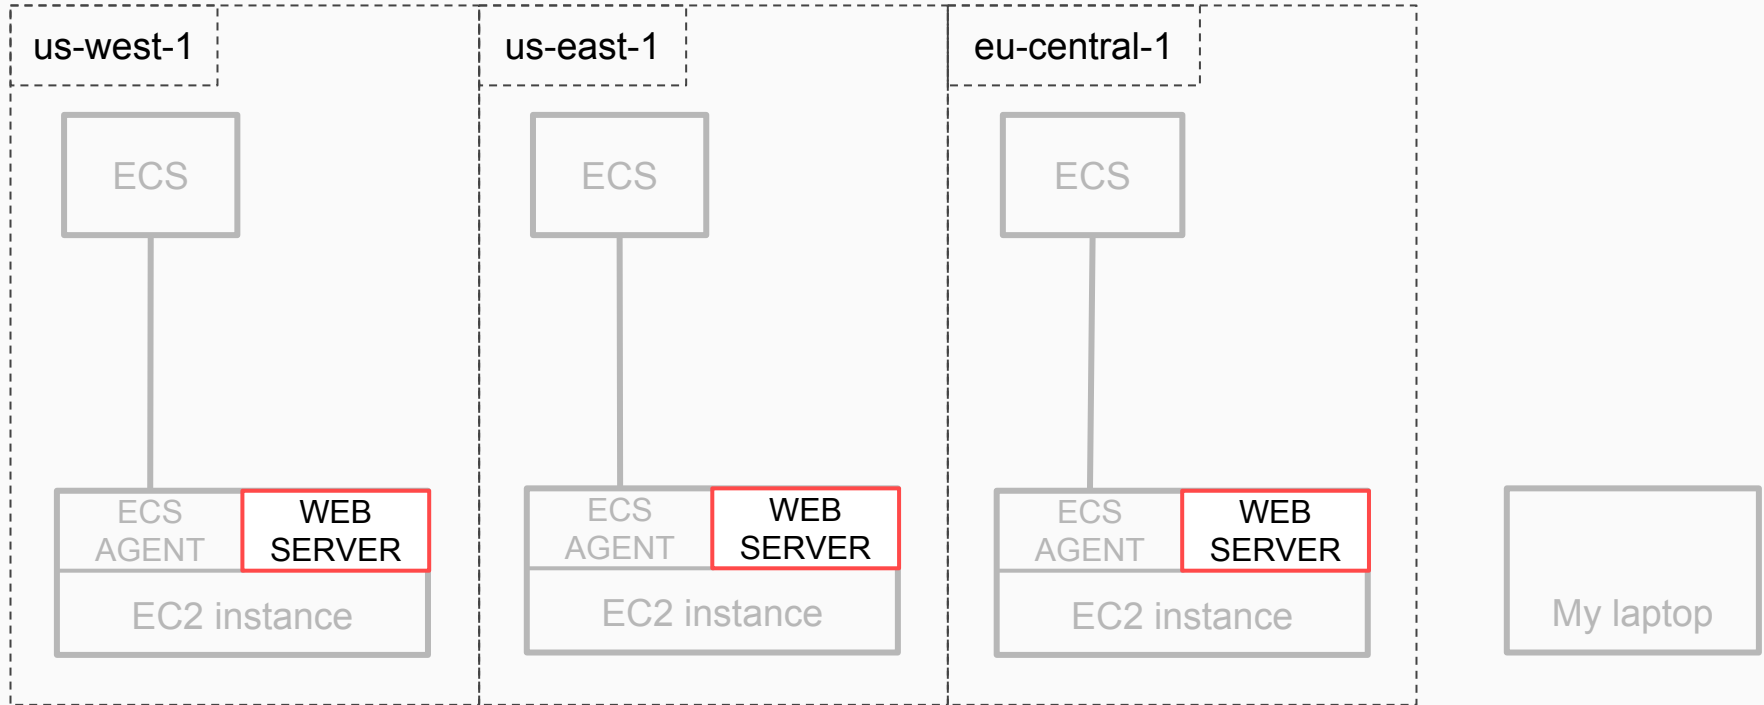 us-west-1
us-east-1
eu-central-1
ECS
ECS
ECS
ECS
AGENT
WEB
SERVER
EC2 instance
ECS
AGENT
WEB
SERVER
EC2 instance
ECS
AGENT
WEB
SERVER
EC2 instance
My laptop